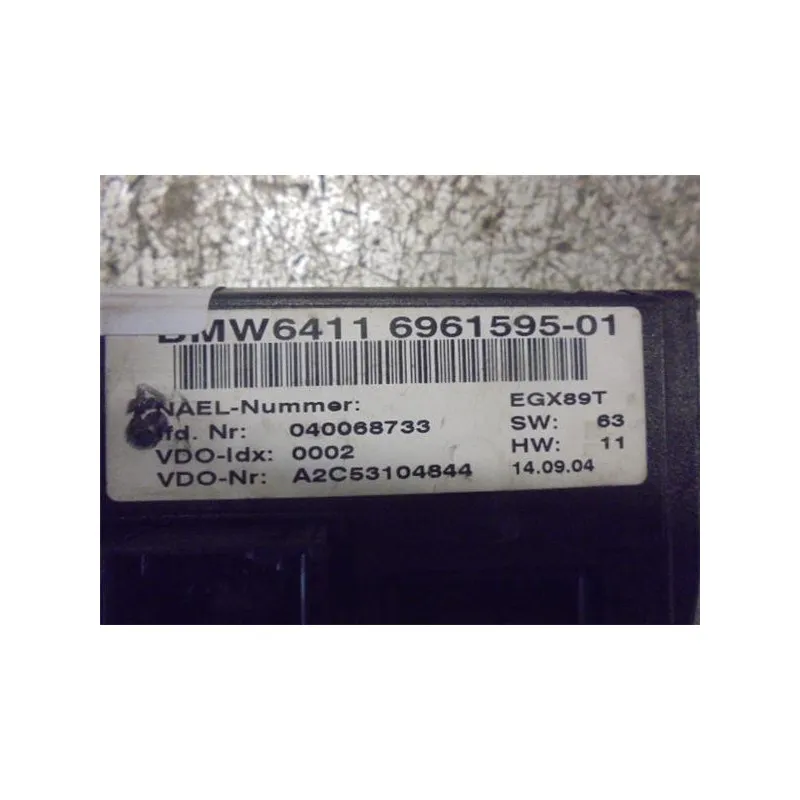 BMW6411 6961595-01
NAEL-Nummer: EGX89T
lfd. Nr: 040068733 SW: 63
VDO-Idx: 0002 HW: 11
VDO-Nr: A2C53104844 14.09.04